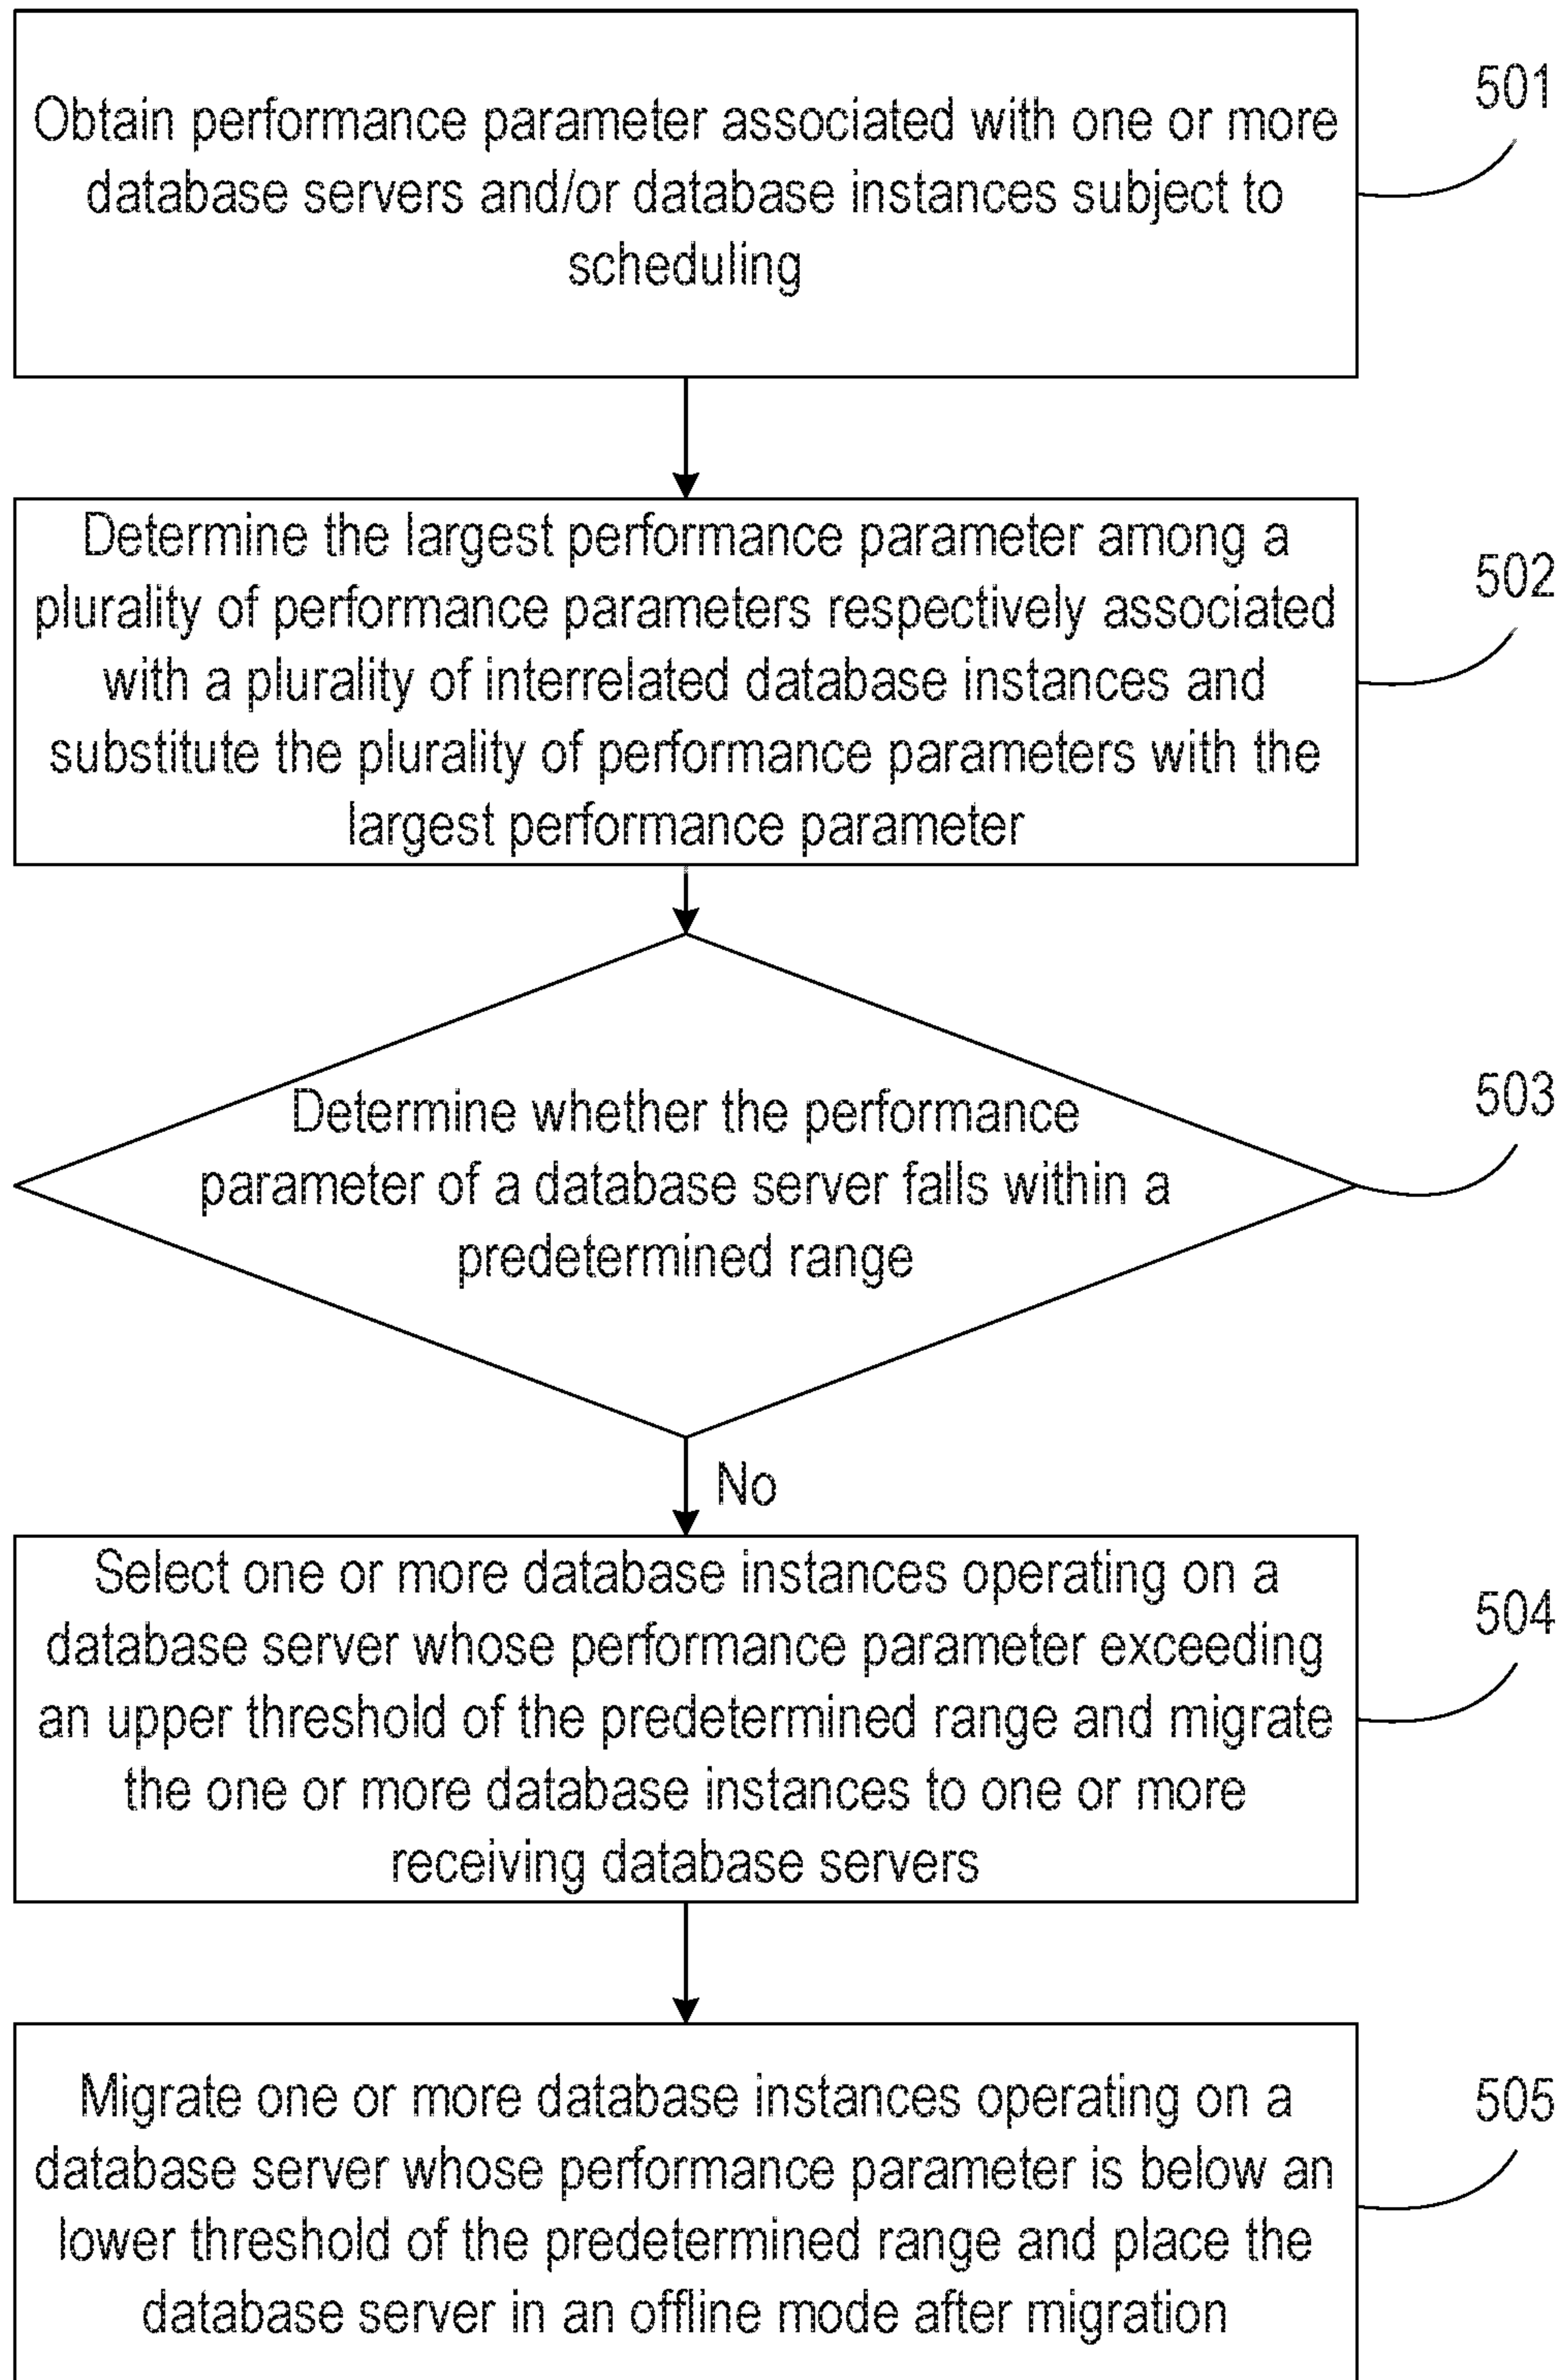 Obtain performance parameter associated with one or more
database servers and/or database instances subject to
scheduling
501
Determine the largest performance parameter among a
plurality of performance parameters respectively associated
with a plurality of interrelated database instances and
substitute the plurality of performance parameters with the
largest performance parameter
502
Determine whether the performance
parameter of a database server falls within a
predetermined range
503
No
Select one or more database instances operating on a
database server whose performance parameter exceeding
an upper threshold of the predetermined range and migrate
the one or more database instances to one or more
receiving database servers
504
Migrate one or more database instances operating on a
database server whose performance parameter is below an
lower threshold of the predetermined range and place the
database server in an offline mode after migration
505